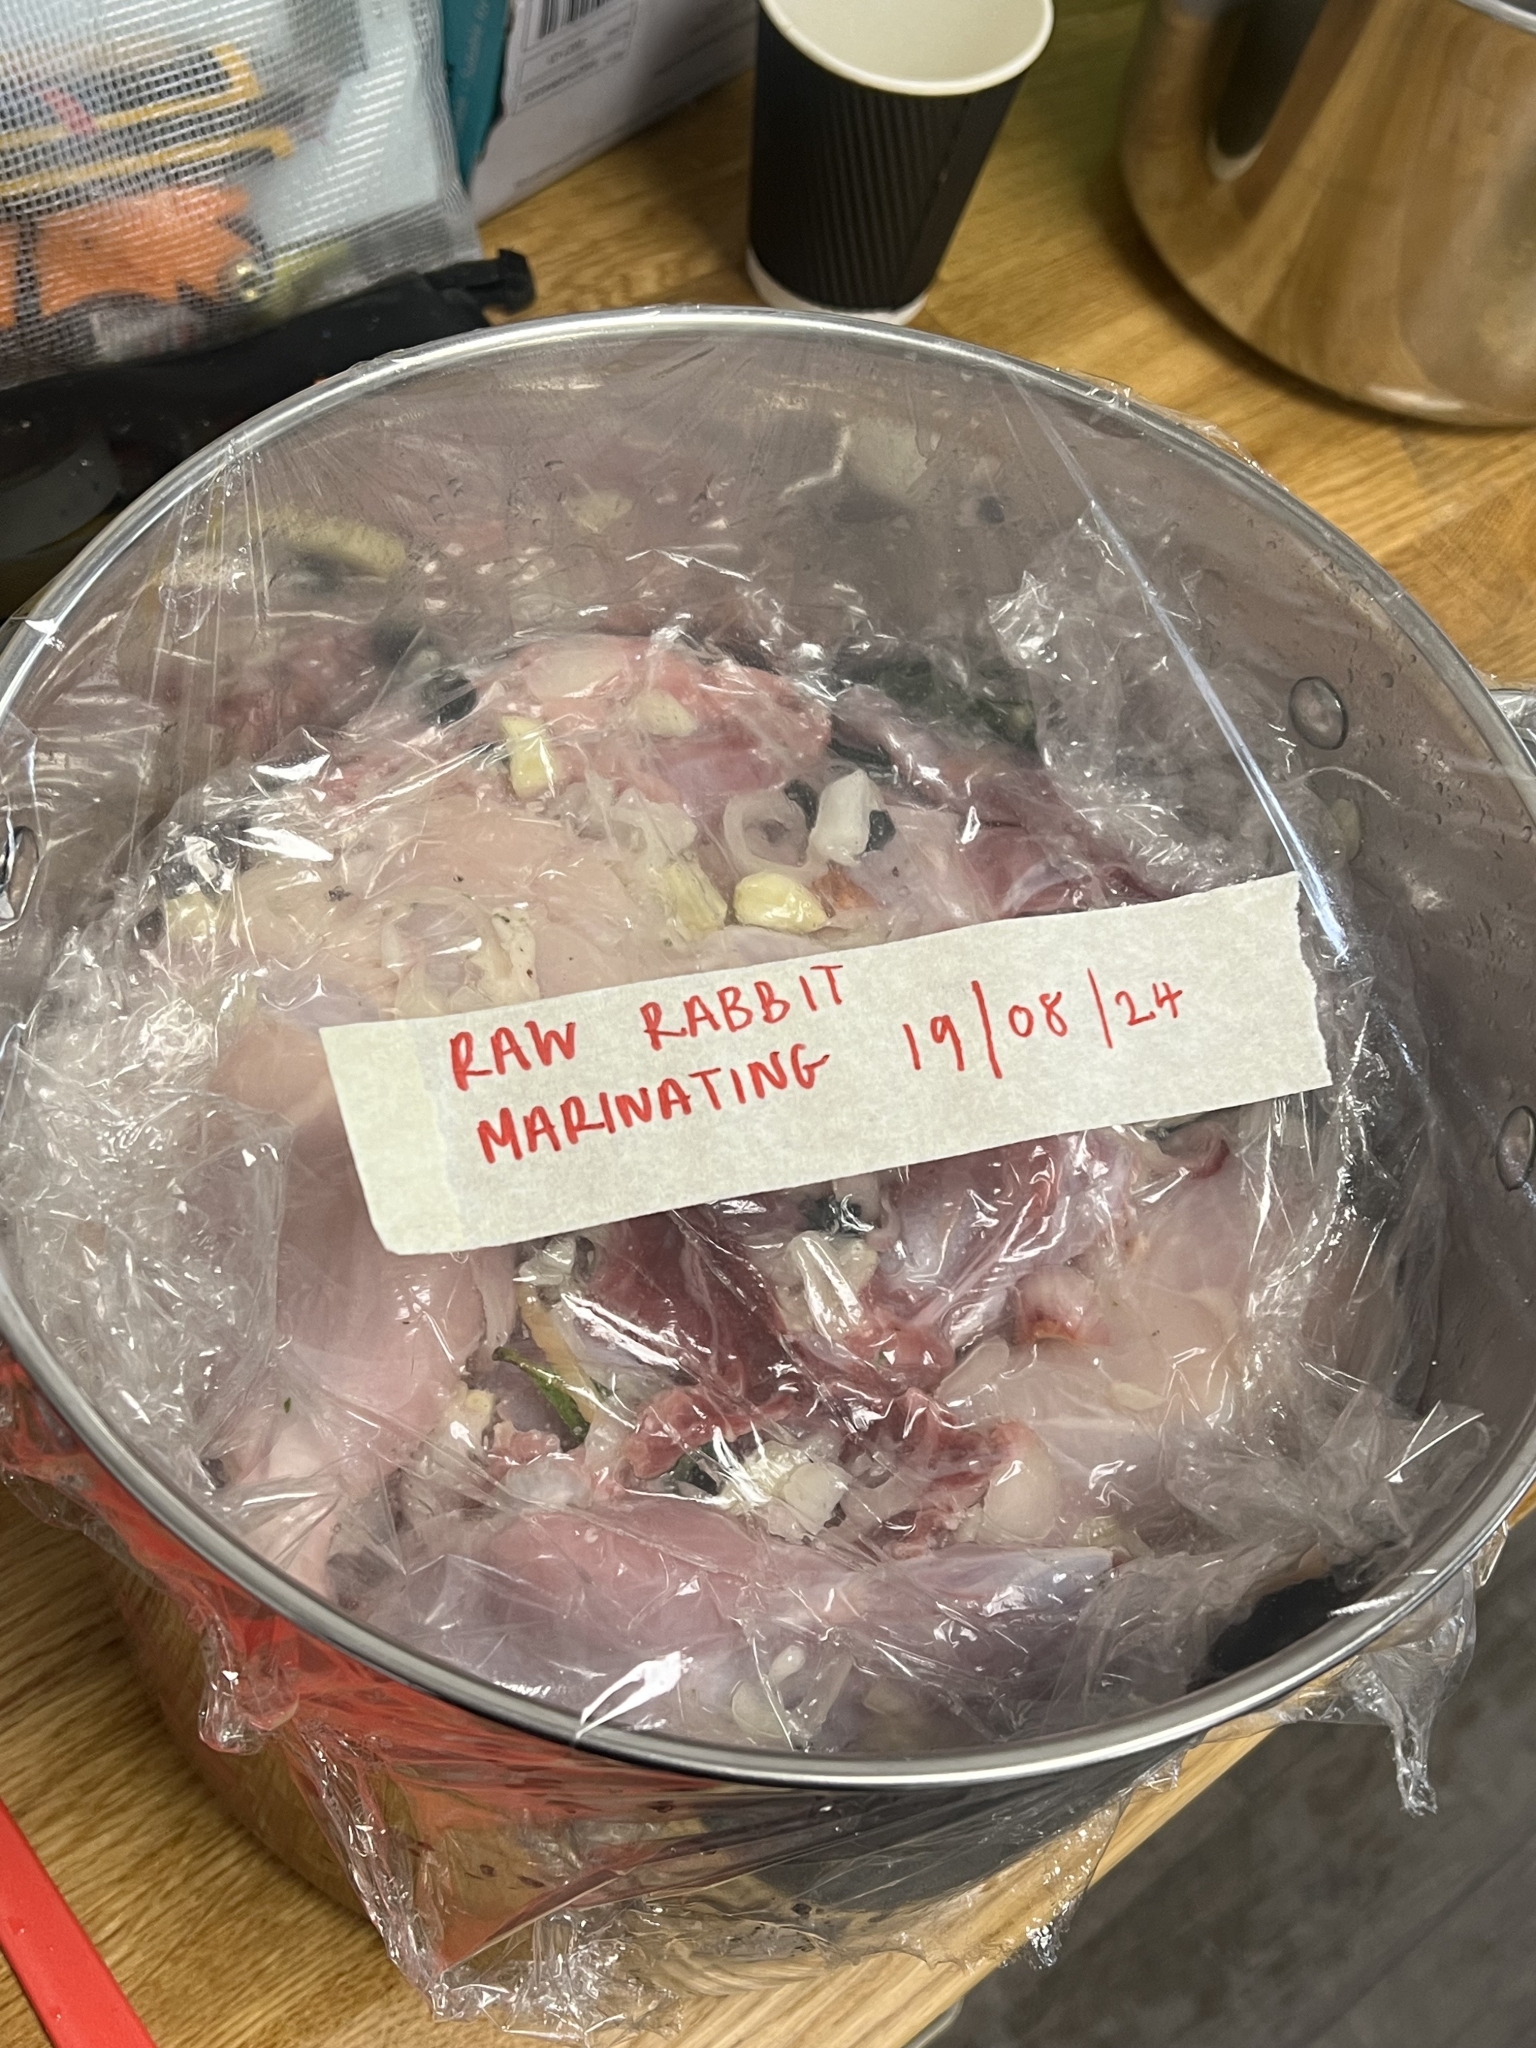 RAW RABBIT
MARINATING 19/08/24